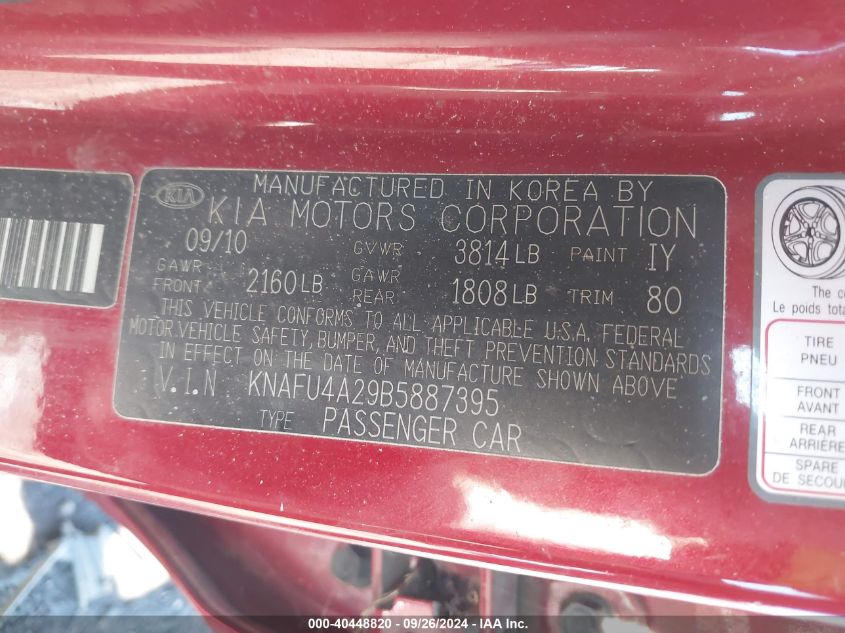 MANUFACTURED IN KOREA BY
KIA KIA MOTORS CORPORATION
09/10 GVWR 3814LB PAINT IY
GAWR FRONT 2160LB GAWR REAR 1808LB TRIM 80
THIS VEHICLE CONFORMS TO ALL APPLICABLE U.S.A. FEDERAL
MOTOR VEHICLE SAFETY, BUMPER, AND THEFT PREVENTION STANDARDS
IN EFFECT ON THE DATE OF MANUFACTURE SHOWN ABOVE
V.I.N KNAFU4A29B5887395
TYPE PASSENGER CAR
The co
Le poids tota
TIRE
PNEU
FRONT
AVANT
REAR
ARRIÈRE
SPARE
DE SECOU
000-40448820 - 09/26/2024 - IAA Inc.